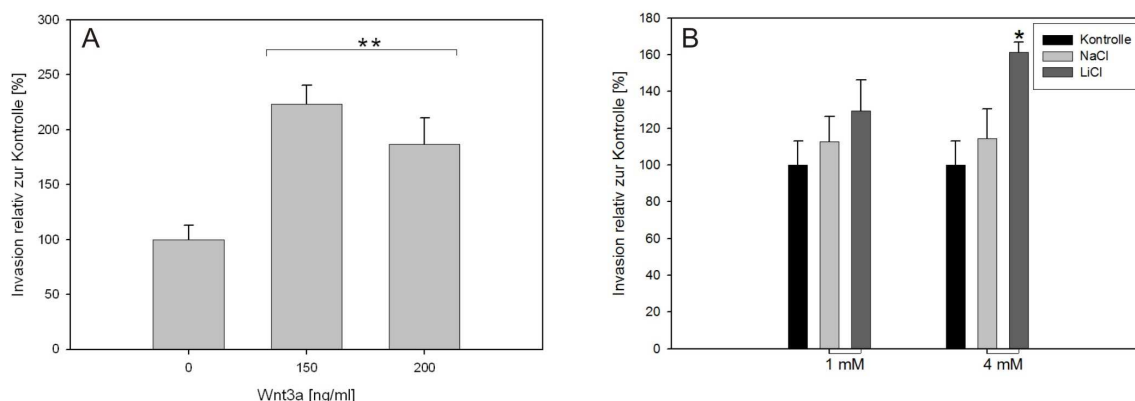 A
**
Invasion relativ zur Kontrolle [%]
300
250
200
150
100
50
0
0 150 200
Wnt3a [ng/ml]
B
*
Kontrolle
NaCl
LiCl
Invasion relativ zur Kontrolle [%]
180
160
140
120
100
80
60
40
20
0
1 mM 4 mM